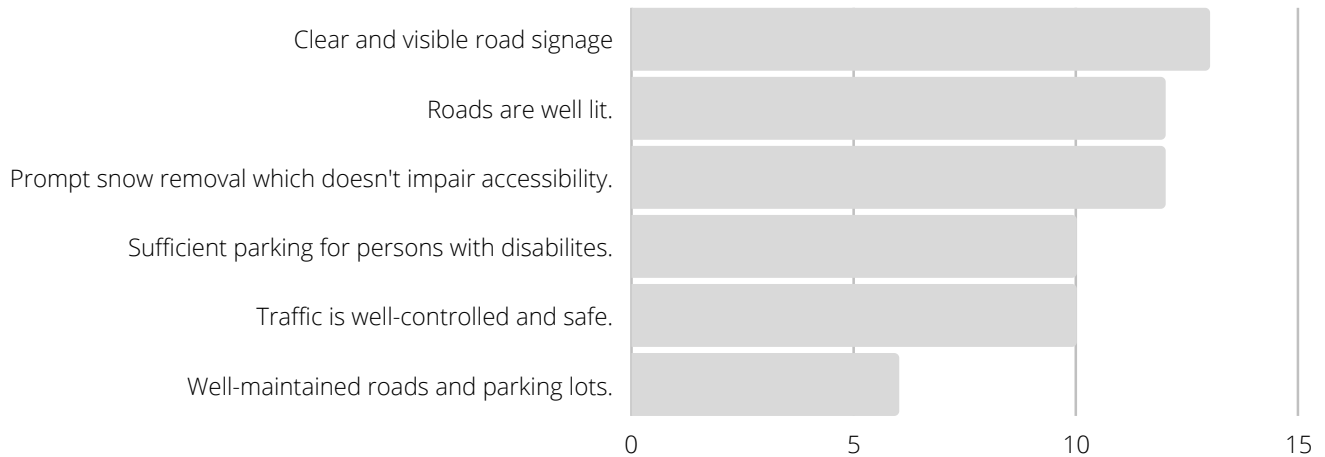 Clear and visible road signage
Roads are well lit.
Prompt snow removal which doesn't impair accessibility.
Sufficient parking for persons with disabilites.
Traffic is well-controlled and safe.
Well-maintained roads and parking lots.
0 5 10 15